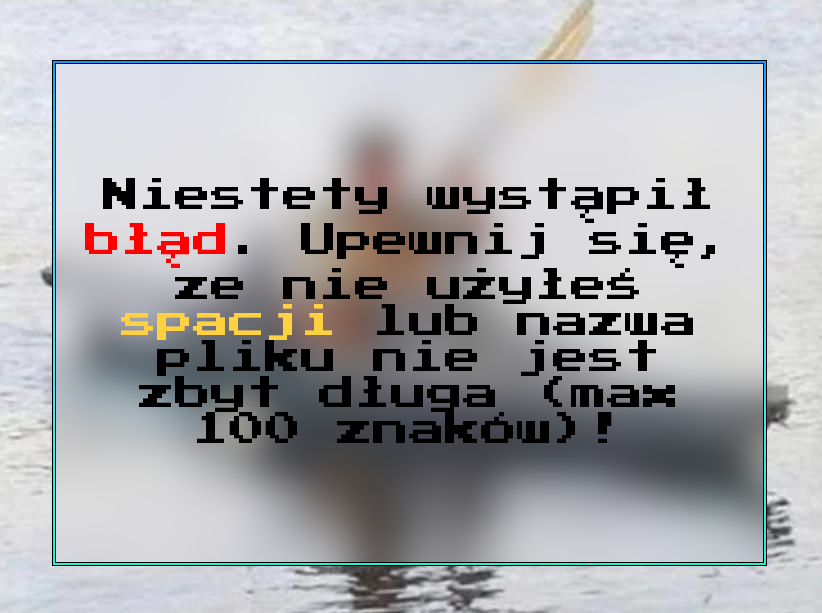 Niestety wystąpił
błąd. Upewnij się,
ze nie użyłeś
spacji lub nazwa
pliku nie jest
zbyt długa (max
100 znaków)!